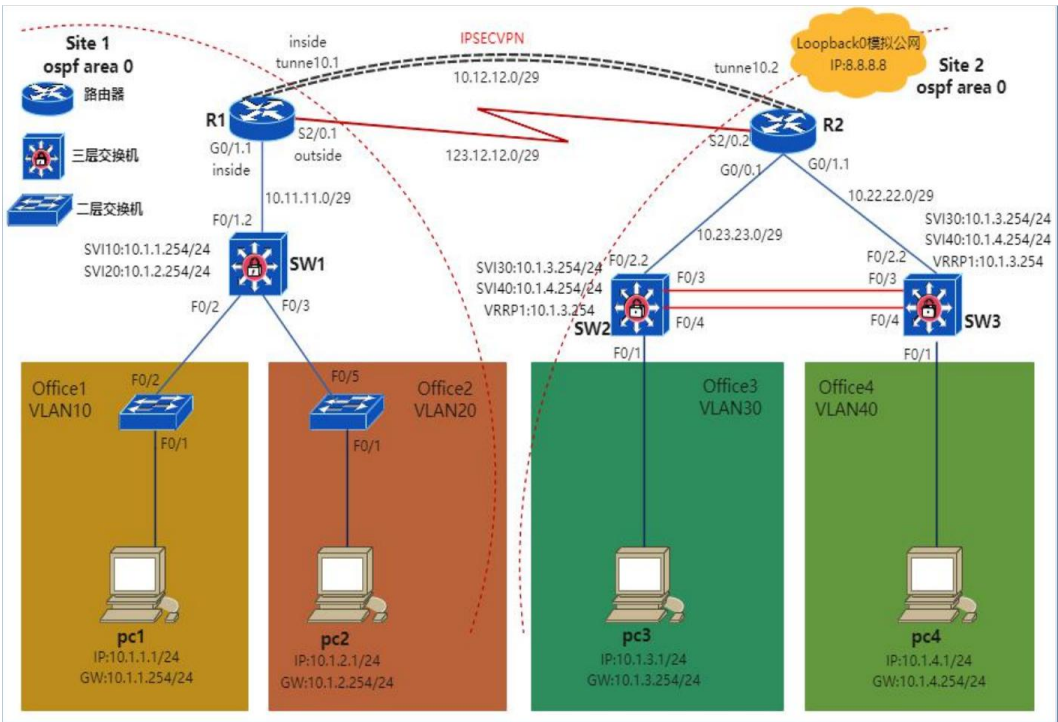 Site 1
ospf area 0
路由器
三层交换机
二层交换机
inside
tunne10.1
IPSECVPN
10.12.12.0/29
tunne10.2
Loopback0模拟公网
IP:8.8.8.8
Site 2
ospf area 0
R1
S2/0.1
outside
G0/1.1
inside
123.12.12.0/29
R2
S2/0.2
G0/0.1
G0/1.1
10.11.11.0/29
F0/1.2
SVI10:10.1.1.254/24
SVI20:10.1.2.254/24
SW1
F0/2
F0/3
10.23.23.0/29
10.22.22.0/29
SVI30:10.1.3.254/24
SVI40:10.1.4.254/24
VRRP1:10.1.3.254
F0/2.2
SVI30:10.1.3.254/24
SVI40:10.1.4.254/24
VRRP1:10.1.3.254
SW2
F0/3
F0/4
F0/1
F0/2.2
F0/3
F0/4
SW3
F0/1
Office1
VLAN10
F0/2
F0/1
F0/5
Office2
VLAN20
F0/1
Office3
VLAN30
Office4
VLAN40
pc1
IP:10.1.1.1/24
GW:10.1.1.254/24
pc2
IP:10.1.2.1/24
GW:10.1.2.254/24
pc3
IP:10.1.3.1/24
GW:10.1.3.254/24
pc4
IP:10.1.4.1/24
GW:10.1.4.254/24